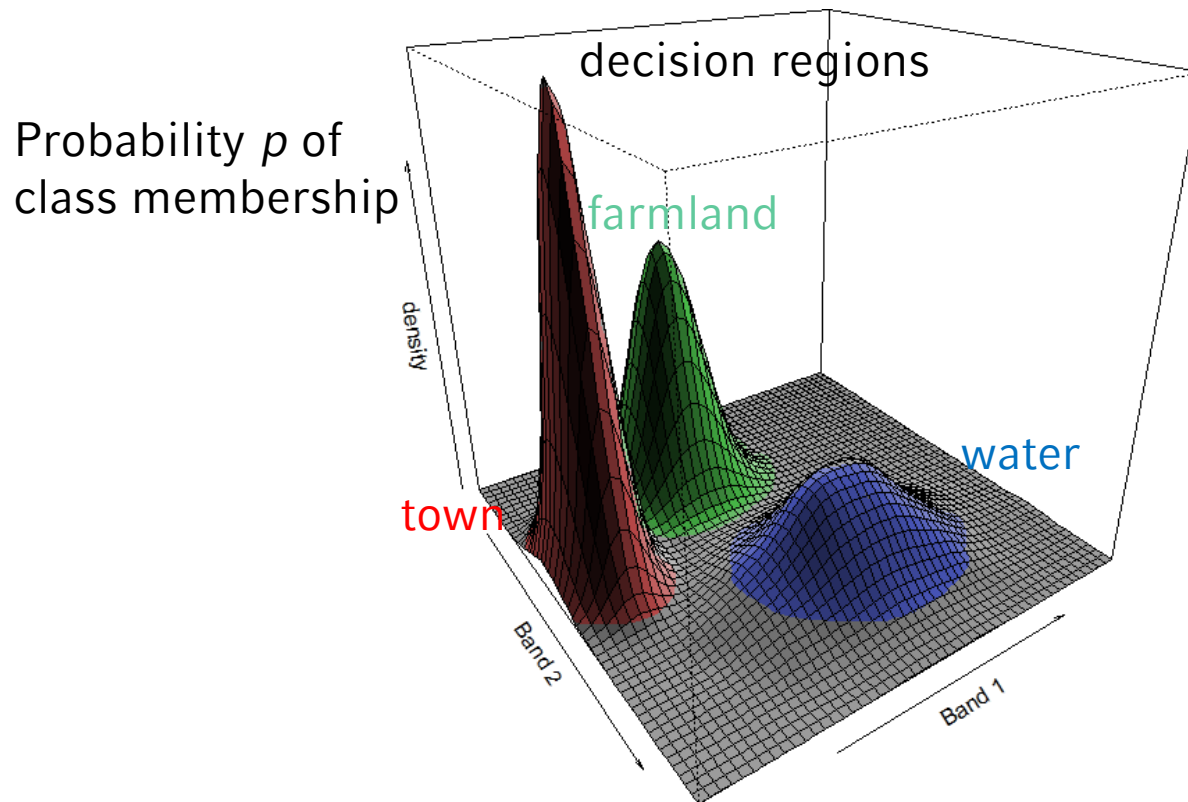 decision regions
Probability p of
class membership
farmland
density
water
town
Band 2
Band 1